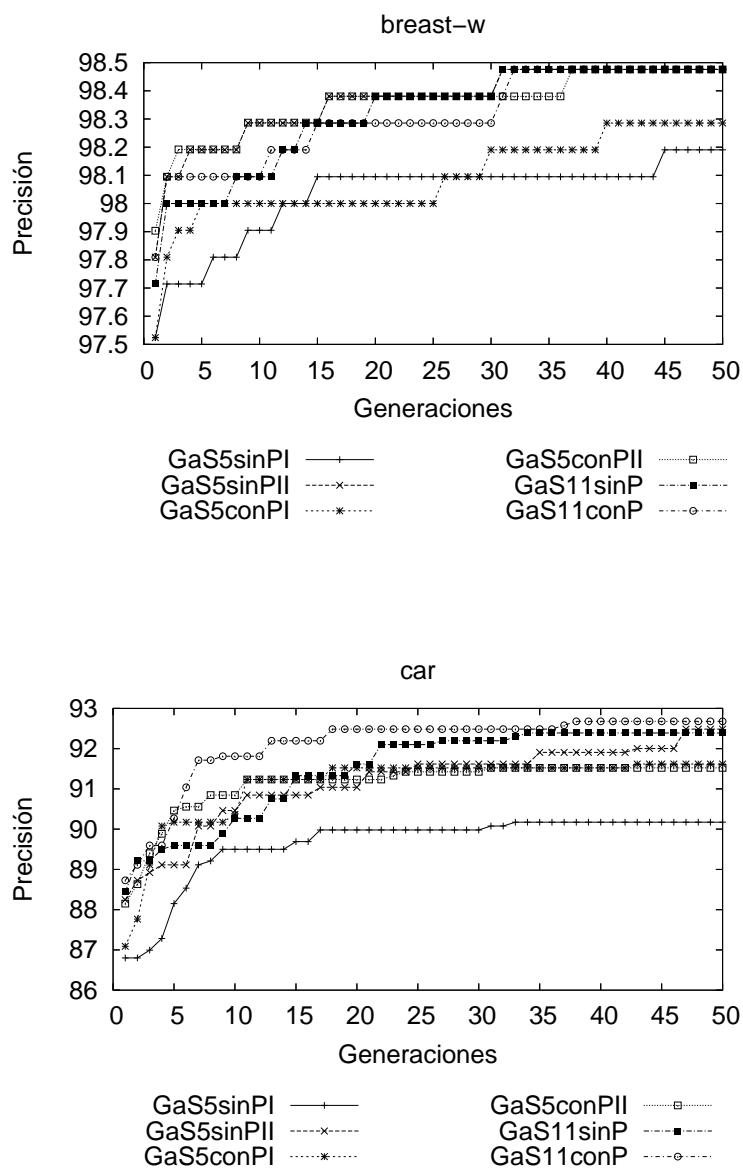 breast−w
98.5
98.4
98.3
98.2
98.1
98
97.9
97.8
97.7
97.6
97.5
Precisión
0 5 10 15 20 25 30 35 40 45 50
Generaciones
GaS5sinPI
GaS5sinPII
GaS5conPI
GaS5conPII
GaS11sinP
GaS11conP
car
93
92
91
90
89
88
87
86
Precisión
0 5 10 15 20 25 30 35 40 45 50
Generaciones
GaS5sinPI
GaS5sinPII
GaS5conPI
GaS5conPII
GaS11sinP
GaS11conP